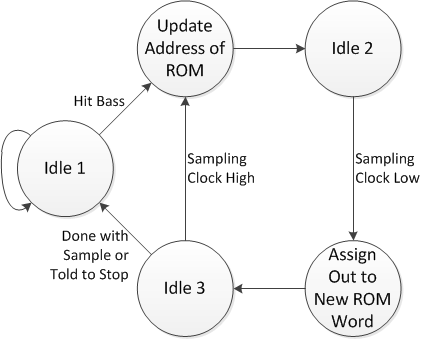 Update
Address of
ROM
Idle 2
Hit Bass
Idle 1
Sampling
Clock High
Sampling
Clock Low
Done with
Sample or
Told to Stop
Idle 3
Assign
Out to
New ROM
Word